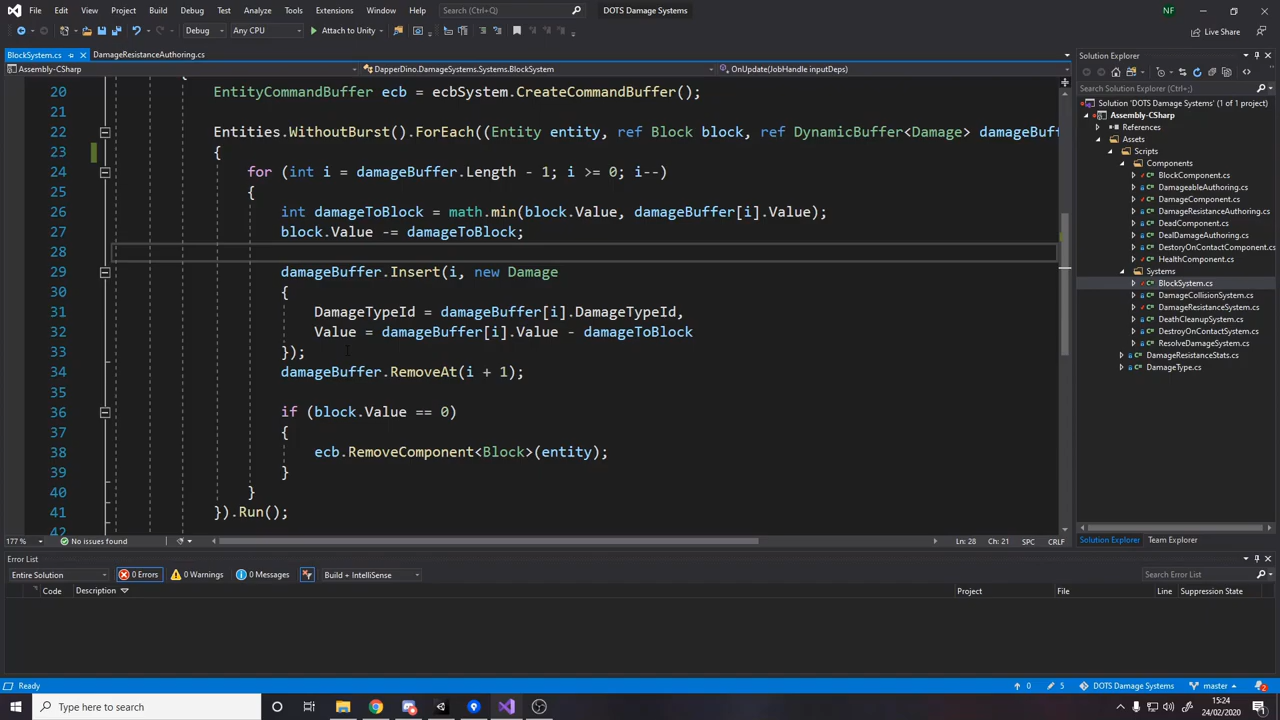 File Edit View Project Build Debug Test Analyze Tools Extensions Window Help Search (Ctrl+Q) DOTS Damage Systems NF
Debug Any CPU Attach to Unity Live Share
BlockSystem.cs DamageResistanceAuthoring.cs
Assembly-CSharp DapperDino.DamageSystems.Systems.BlockSystem OnUpdate(JobHandle inputDeps)
20 EntityCommandBuffer ecb = ecbSystem.CreateCommandBuffer();
21
22 Entities.WithoutBurst().ForEach((Entity entity, ref Block block, ref DynamicBuffer<Damage> damageBuff
23 {
24 for (int i = damageBuffer.Length - 1; i >= 0; i--)
25 {
26 int damageToBlock = math.min(block.Value, damageBuffer[i].Value);
27 block.Value -= damageToBlock;
28
29 damageBuffer.Insert(i, new Damage
30 {
31 DamageTypeId = damageBuffer[i].DamageTypeId,
32 Value = damageBuffer[i].Value - damageToBlock
33 });
34 damageBuffer.RemoveAt(i + 1);
35
36 if (block.Value == 0)
37 {
38 ecb.RemoveComponent<Block>(entity);
39 }
40 }
41 }).Run();
42
177 % No issues found Ln: 28 Ch: 21 SPC CRLF
Solution Explorer
Search Solution Explorer (Ctrl+;)
Solution 'DOTS Damage Systems' (1 of 1 project)
Assembly-CSharp
References
Assets
Scripts
Components
BlockComponent.cs
DamageableAuthoring.cs
DamageComponent.cs
DamageResistanceAuthoring.cs
DeadComponent.cs
DealDamageAuthoring.cs
DestoryOnContactComponent.cs
HealthComponent.cs
Systems
BlockSystem.cs
DamageCollisionSystem.cs
DamageResistanceSystem.cs
DeathCleanupSystem.cs
DestroyOnContactSystem.cs
ResolveDamageSystem.cs
DamageResistanceStats.cs
DamageType.cs
Solution Explorer Team Explorer
Error List
Entire Solution 0 Errors 0 Warnings 0 Messages Build + IntelliSense Search Error List
Code Description Project File Line Suppression State
Ready 0 5 DOTS Damage Systems master 2
Type here to search 15:24
24/02/2020